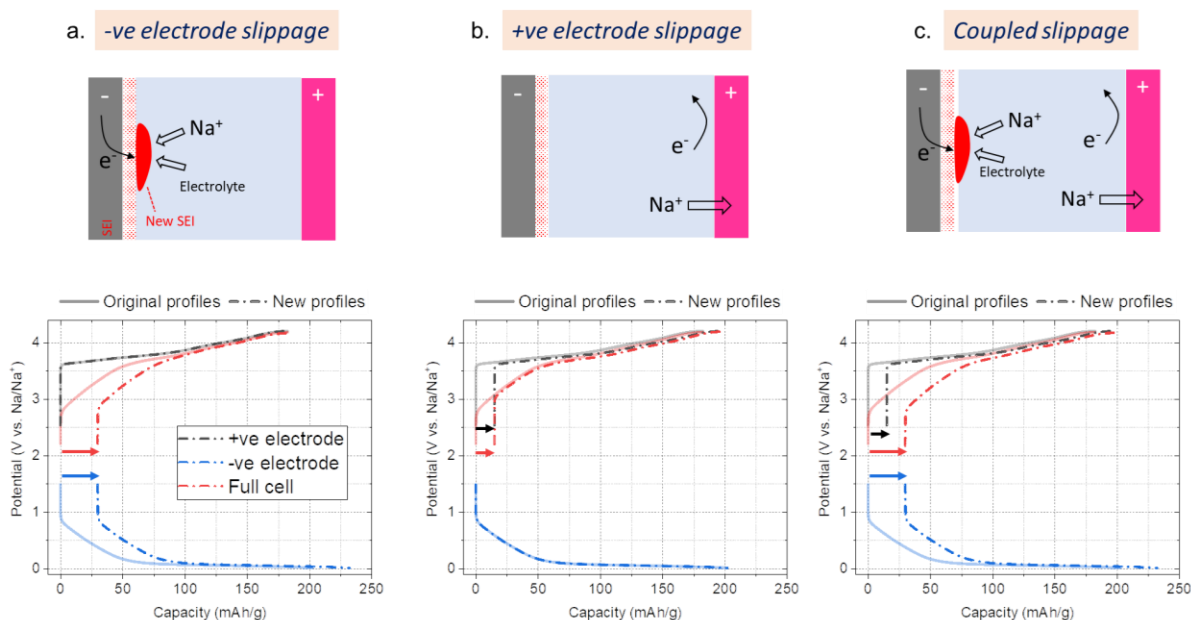 a. -ve electrode slippage
b. +ve electrode slippage
c. Coupled slippage
- +
Na⁺
e⁻
Electrolyte
New SEI
SEI
- +
e⁻
Na⁺
- +
Na⁺
e⁻ e⁻
Electrolyte
Na⁺
Original profiles New profiles
Potential (V vs. Na/Na⁺)
4
3
2
1
0
+ve electrode
-ve electrode
Full cell
0 50 100 150 200 250
Capacity (mAh/g)
Original profiles New profiles
Potential (V vs. Na/Na⁺)
4
3
2
1
0
0 50 100 150 200 250
Capacity (mAh/g)
Original profiles New profiles
Potential (V vs. Na/Na⁺)
4
3
2
1
0
0 50 100 150 200 250
Capacity (mAh/g)